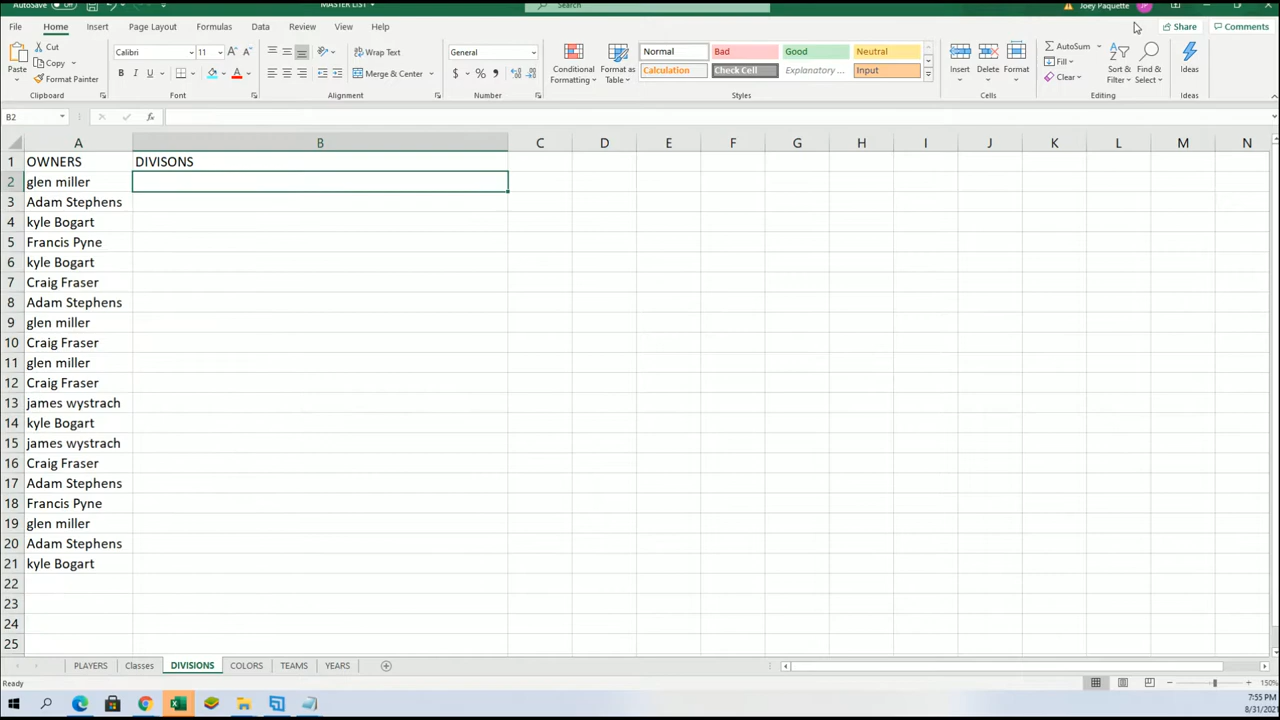 AutoSave Off MASTER LIST Search Joey Paquette JP
File Home Insert Page Layout Formulas Data Review View Help Share Comments
Paste Cut Copy Format Painter Clipboard
Calibri 11 B I U Font
Wrap Text Merge & Center Alignment
General $ % Number
Conditional Formatting Format as Table
Normal Bad Good Neutral
Calculation Check Cell Explanatory ... Input
Styles
Insert Delete Format Cells
AutoSum Fill Clear Sort & Filter Find & Select Editing
Ideas Ideas
B2 fx
A B C D E F G H I J K L M N
1 OWNERS DIVISONS
2 glen miller
3 Adam Stephens
4 kyle Bogart
5 Francis Pyne
6 kyle Bogart
7 Craig Fraser
8 Adam Stephens
9 glen miller
10 Craig Fraser
11 glen miller
12 Craig Fraser
13 james wystrach
14 kyle Bogart
15 james wystrach
16 Craig Fraser
17 Adam Stephens
18 Francis Pyne
19 glen miller
20 Adam Stephens
21 kyle Bogart
22
23
24
25
PLAYERS Classes DIVISIONS COLORS TEAMS YEARS
Ready 150%
7:55 PM